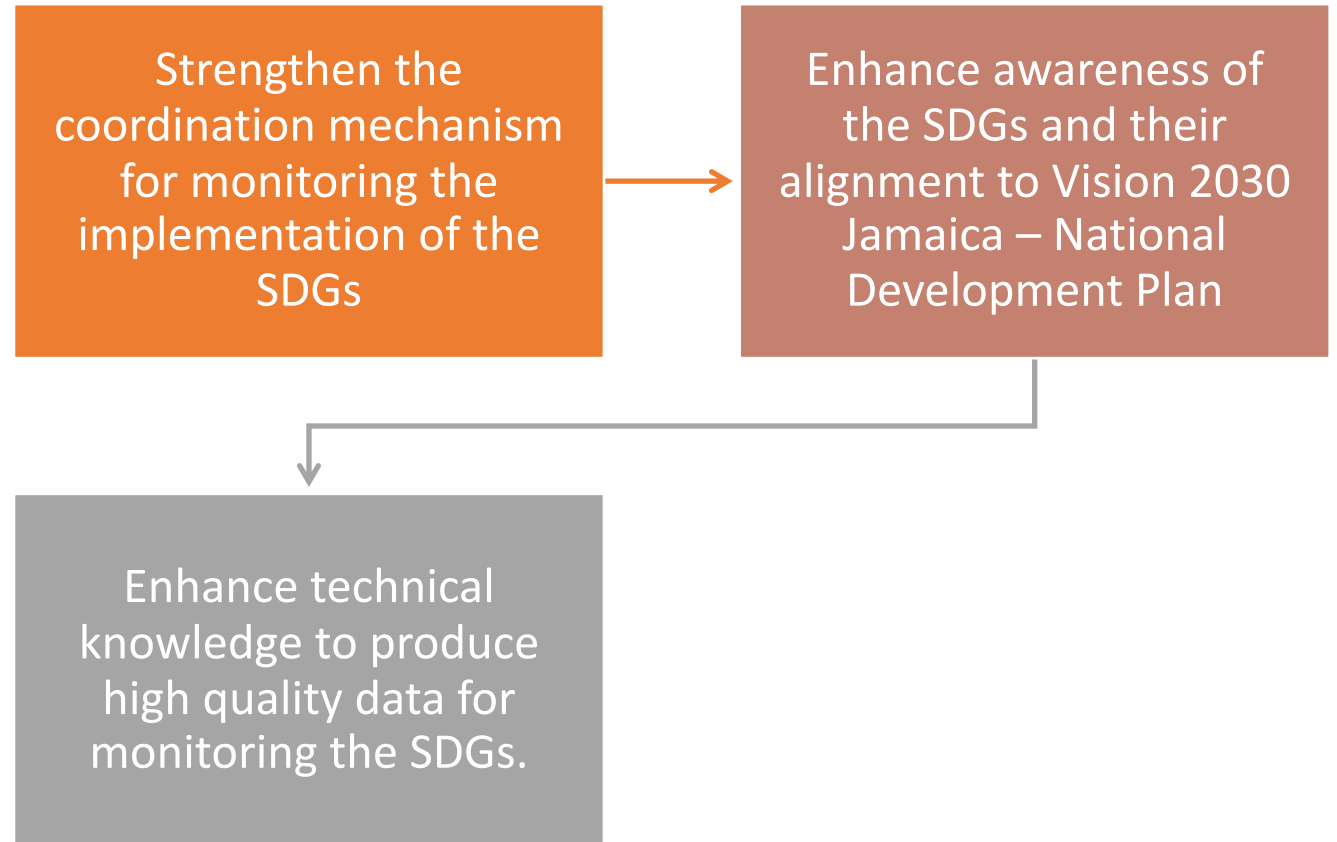 Strengthen the
coordination mechanism
for monitoring the
implementation of the
SDGs
Enhance awareness of
the SDGs and their
alignment to Vision 2030
Jamaica – National
Development Plan
Enhance technical
knowledge to produce
high quality data for
monitoring the SDGs.